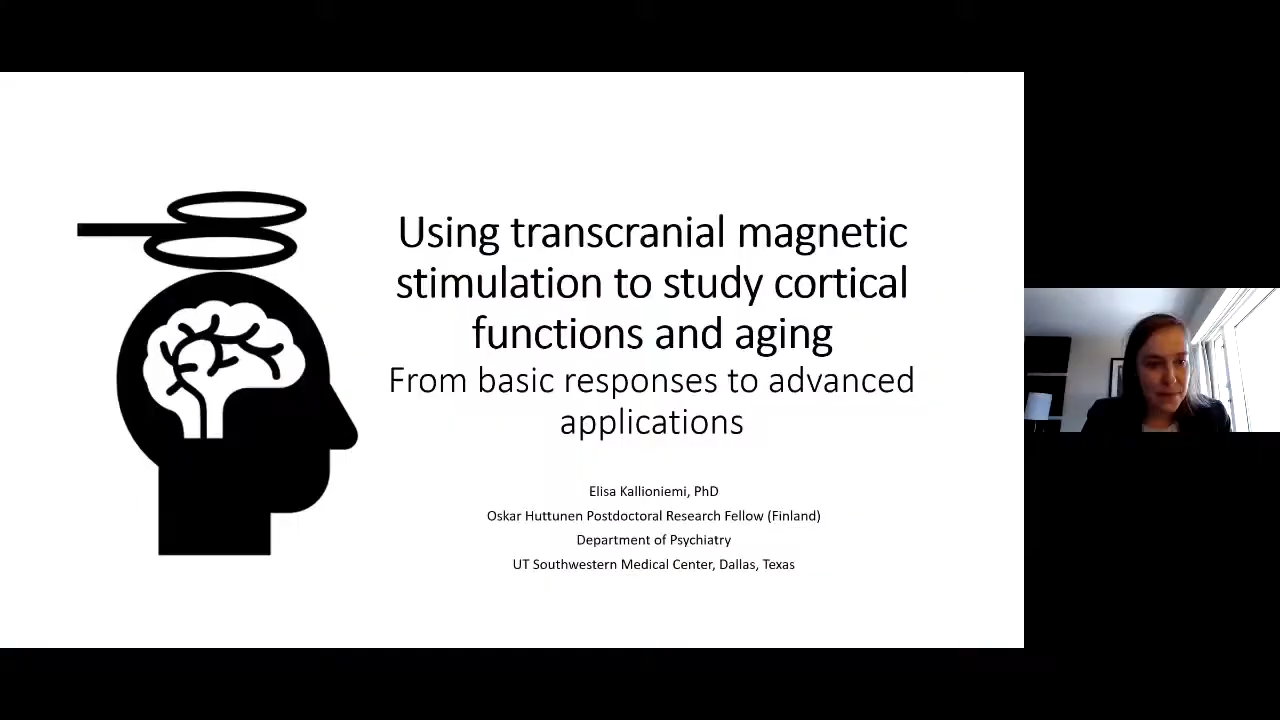 Using transcranial magnetic
stimulation to study cortical
functions and aging
From basic responses to advanced
applications
Elisa Kallioniemi, PhD
Oskar Huttunen Postdoctoral Research Fellow (Finland)
Department of Psychiatry
UT Southwestern Medical Center, Dallas, Texas